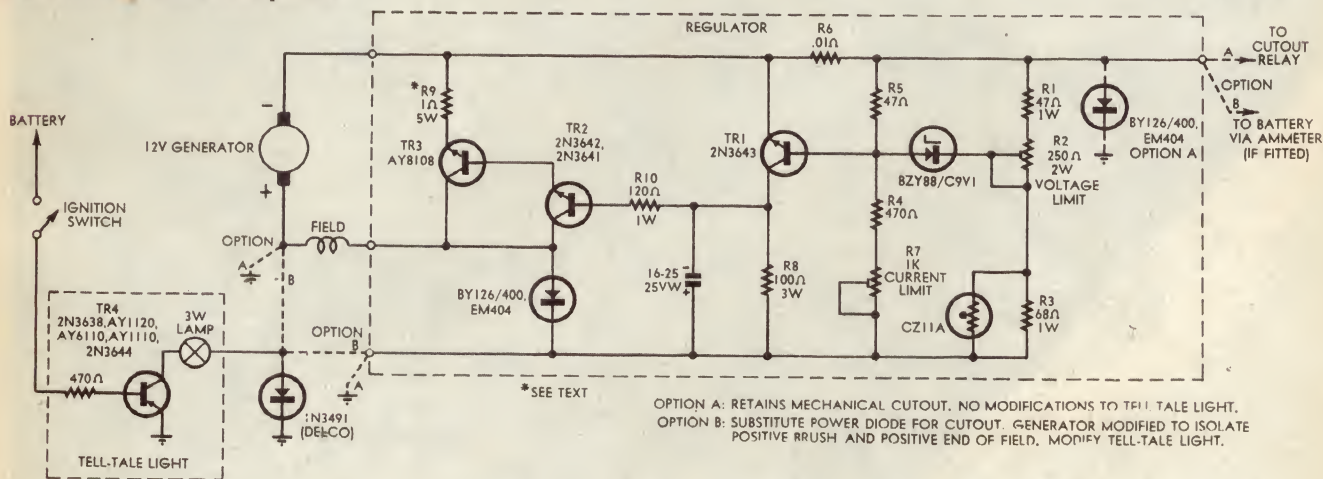 REGULATOR
R6
.01Ω
TO
CUTOUT
RELAY
A
OPTION
B
TO BATTERY
VIA AMMETER
(IF FITTED)
*R9
1Ω
5W
R5
47Ω
R1
47Ω
1W
BATTERY
-
12V GENERATOR
+
TR3
AY8108
TR2
2N3642,
2N3641
TR1
2N3643
R2
250Ω
2W
VOLTAGE
LIMIT
BY126/400,
EM404
OPTION A
BZY88/C9V1
R10
120Ω
1W
R4
470Ω
IGNITION
SWITCH
OPTION
FIELD
A
B
R7
1K
CURRENT
LIMIT
16-25
25VW
-
+
R8
100Ω
3W
BY126/400,
EM404
CZ11A
R3
68Ω
1W
TR4
2N3638, AY1120,
AY6110, AY1110,
2N3644
3W
LAMP
OPTION
B
A
470Ω
1N3491
(DELCO)
*SEE TEXT
TELL-TALE LIGHT
OPTION A: RETAINS MECHANICAL CUTOUT. NO MODIFICATIONS TO TELL TALE LIGHT.
OPTION B: SUBSTITUTE POWER DIODE FOR CUTOUT. GENERATOR MODIFIED TO ISOLATE
POSITIVE BRUSH AND POSITIVE END OF FIELD. MODIFY TELL-TALE LIGHT.